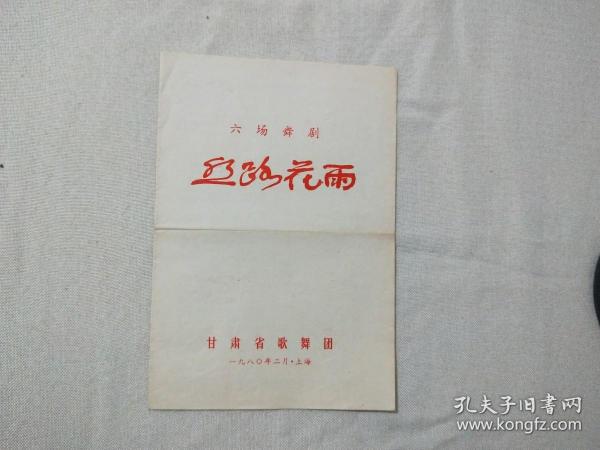 六场舞剧
丝路花雨
甘肃省歌舞团
一九八〇年二月·上海
孔夫子旧書网
www.kongfz.com